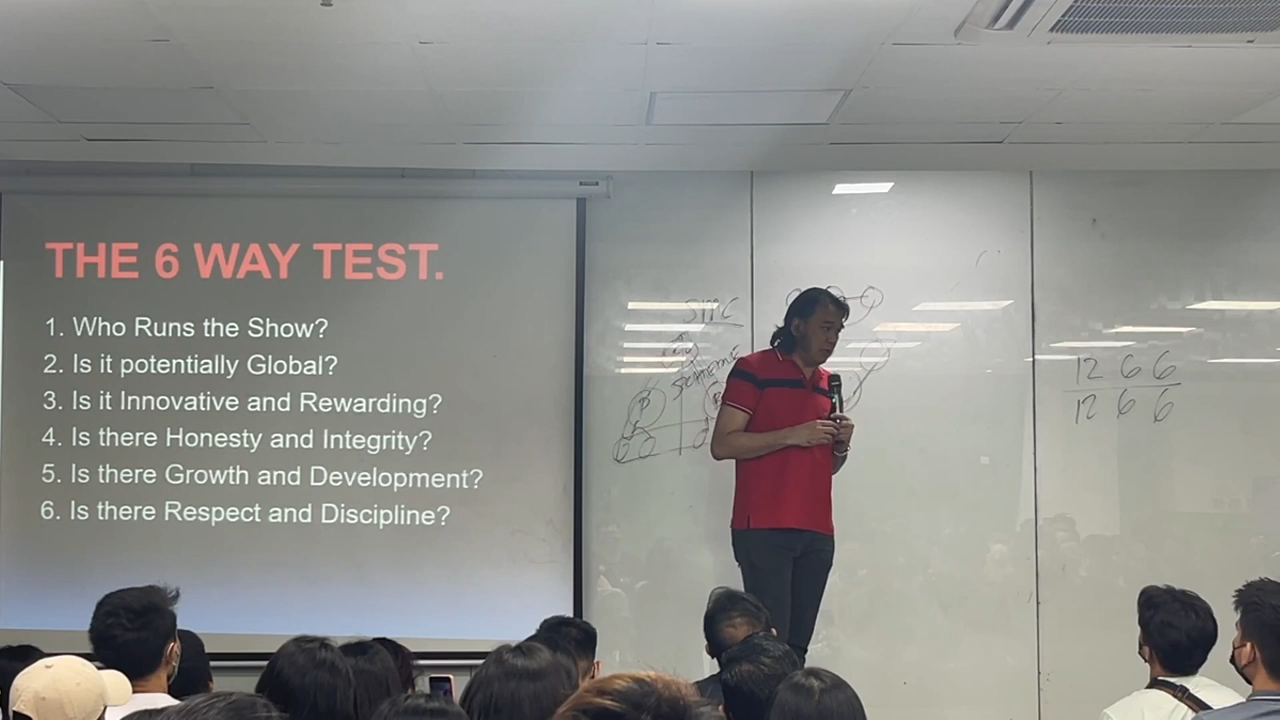 THE 6 WAY TEST.
1. Who Runs the Show?
2. Is it potentially Global?
3. Is it Innovative and Rewarding?
4. Is there Honesty and Integrity?
5. Is there Growth and Development?
6. Is there Respect and Discipline?
12 6 6
12 6 6